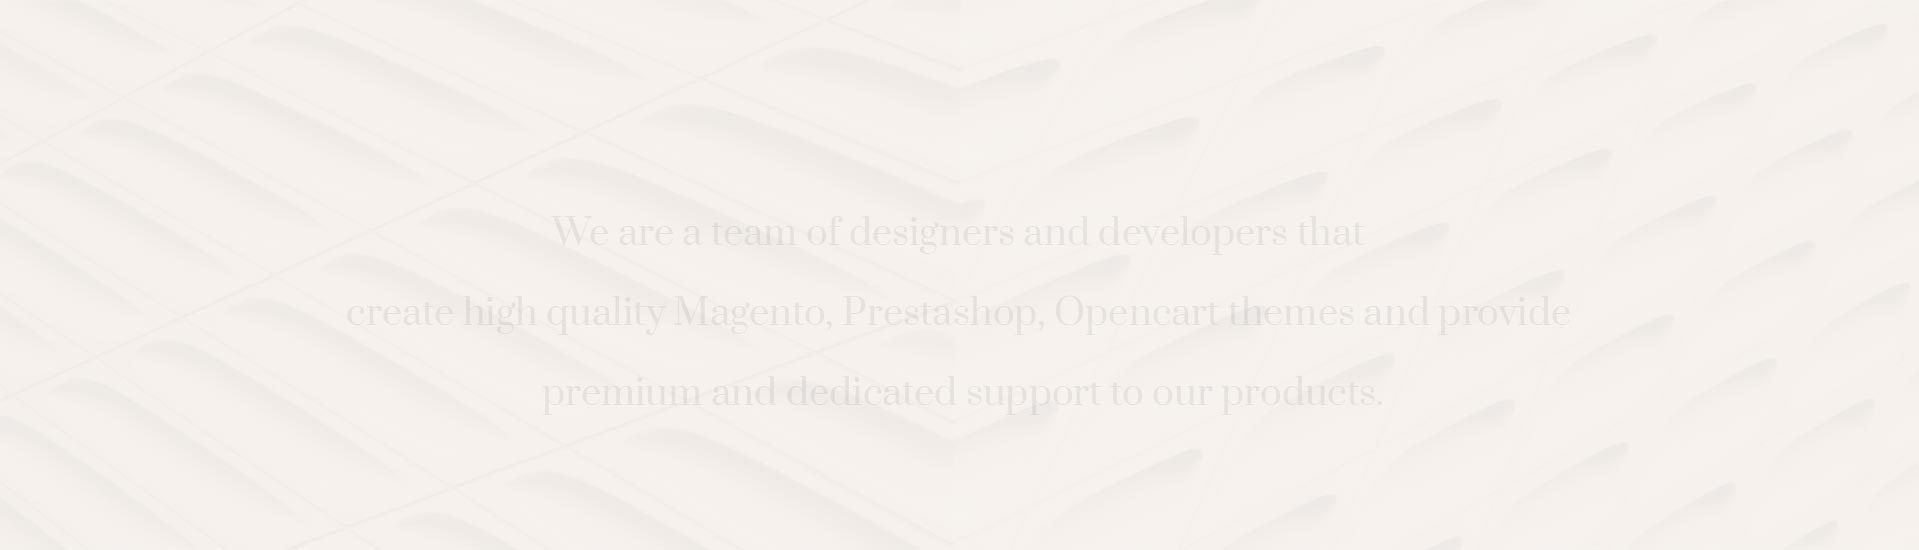 We are a team of designers and developers that
create high quality Magento, Prestashop, Opencart themes and provide
premium and dedicated support to our products.